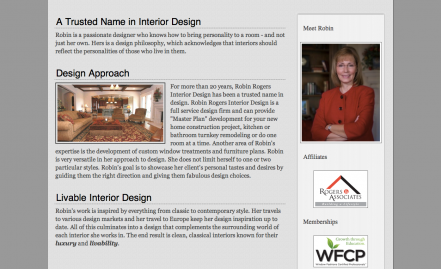 A Trusted Name in Interior Design
Robin is a passionate designer who knows how to bring personality to a room - and not
just her own. Here is a design philosophy, which acknowledges that interiors should
reflect the personalities of those who live in them.
Design Approach
For more than 20 years, Robin Rogers
Interior Design has been a trusted name in
design. Robin Rogers Interior Design is a
full service design firm and can provide
"Master Plan" development for your new
home construction project, kitchen or
bathroom turnkey remodeling or do one
room at a time. Another area of Robin's
expertise is the development of custom window treatments and furniture plans. Robin
is very versatile in her approach to design. She does not limit herself to one or two
particular styles. Robin's goal is to showcase her client's personal tastes and desires by
guiding them the right direction and giving them fabulous design choices.
Livable Interior Design
Robin's work is inspired by everything from classic to contemporary style. Her travels
to various design markets and her travel to Europe keep her design inspiration up to
date. All of this culminates into a design that complements the surrounding world of
each interior she works in. The end result is clean, classical interiors known for their
luxury and livability.
Meet Robin
Affiliates
ROGERS &
ASSOCIATES
Memberships
Growth through
Education
WFCP